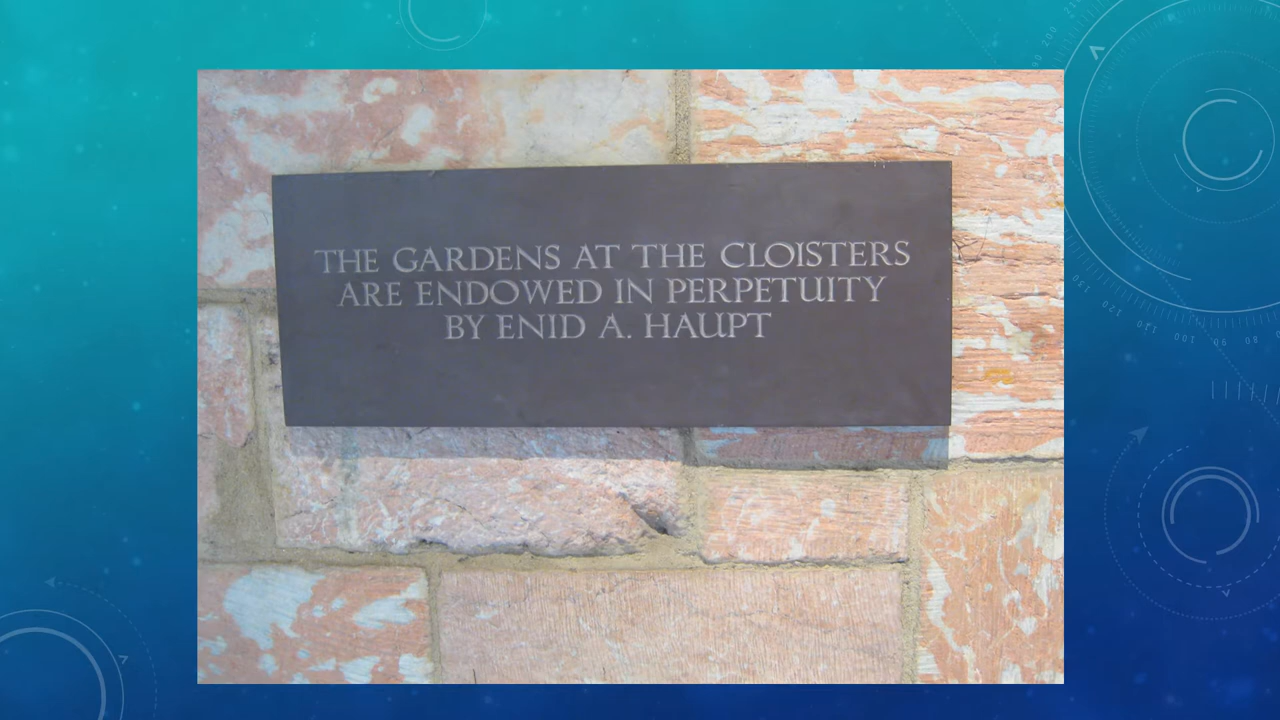 THE GARDENS AT THE CLOISTERS
ARE ENDOWED IN PERPETUITY
BY ENID A. HAUPT